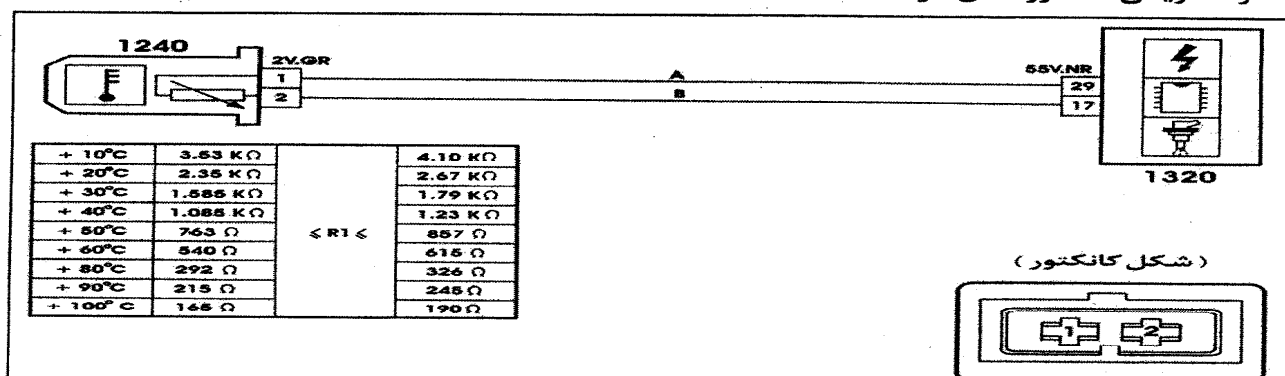 1240
2V.GR
1
2
A
B
55V.NR
29
17
1320
+ 10°C 3.53 KΩ 4.10 KΩ
+ 20°C 2.35 KΩ 2.67 KΩ
+ 30°C 1.585 KΩ 1.79 KΩ
+ 40°C 1.085 KΩ 1.23 KΩ
+ 50°C 763 Ω ≤ R1 ≤ 857 Ω
+ 60°C 540 Ω 615 Ω
+ 80°C 292 Ω 326 Ω
+ 90°C 215 Ω 245 Ω
+ 100°C 165 Ω 190 Ω
(شکل کانکتور)
1 2